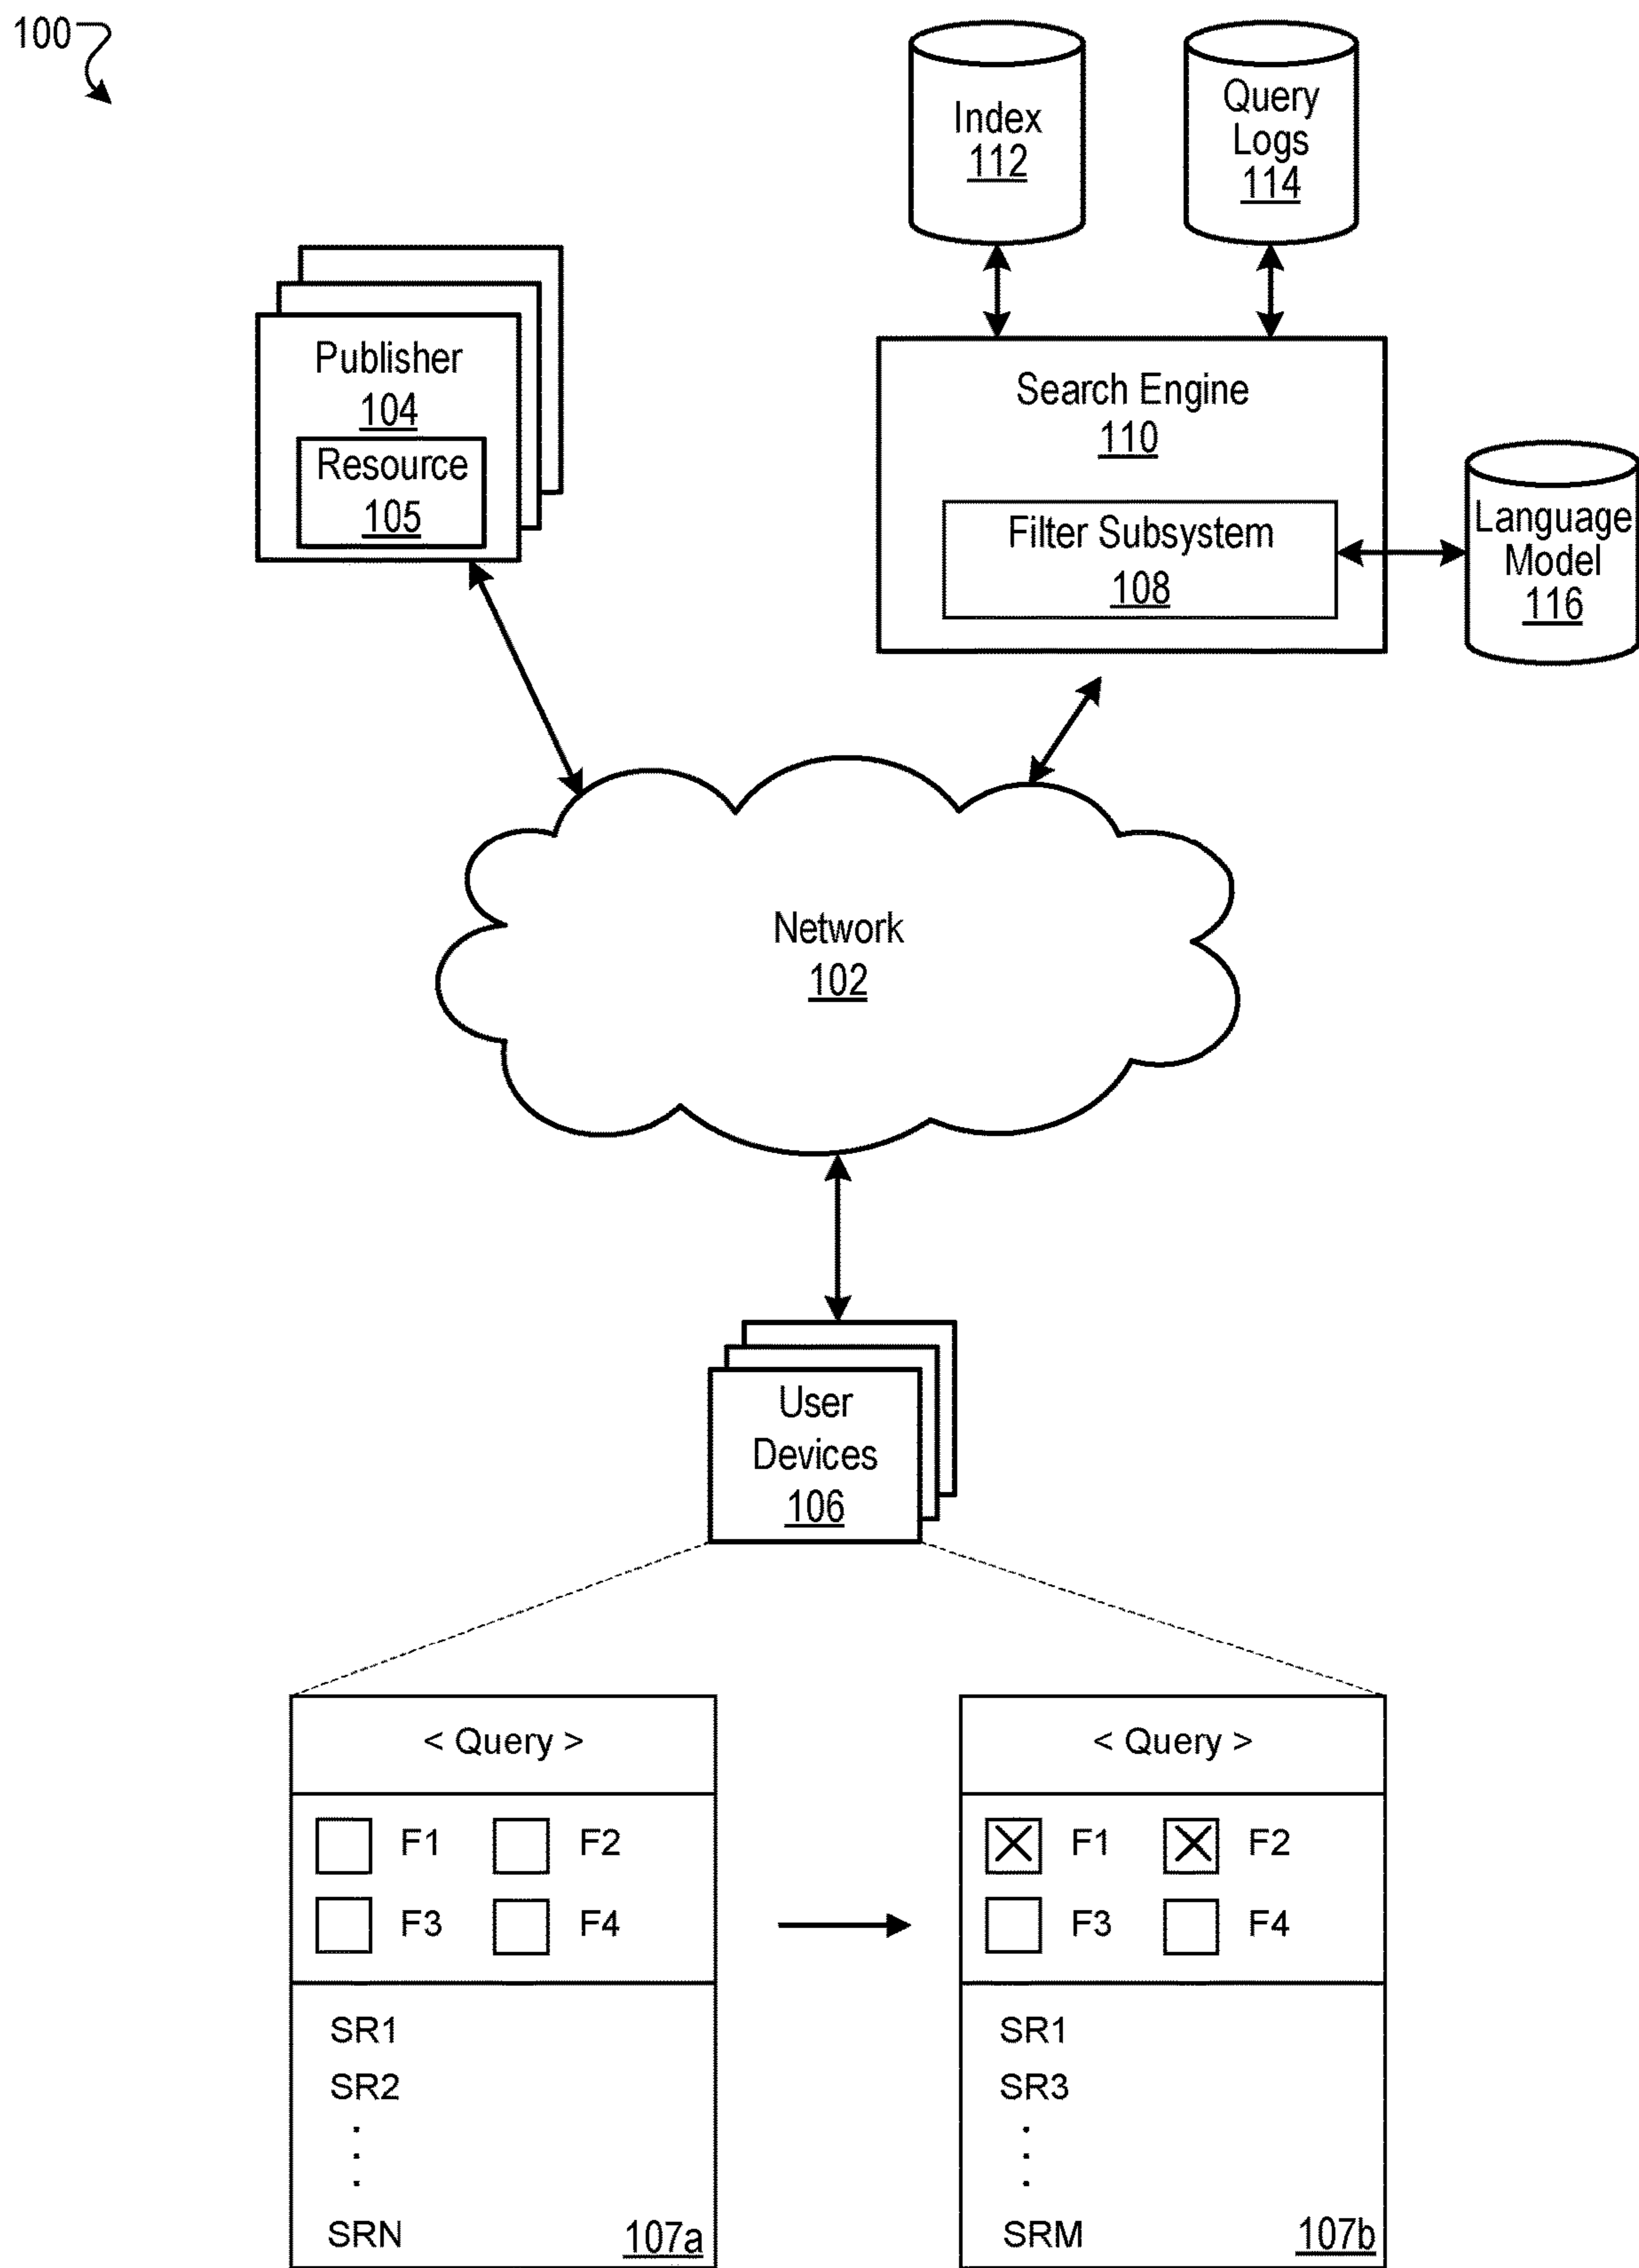 100
Index
112
Query
Logs
114
Publisher
104
Resource
105
Search Engine
110
Filter Subsystem
108
Language
Model
116
Network
102
User
Devices
106
< Query >
F1 F2
F3 F4
SR1
SR2
.
.
.
SRN 107a
< Query >
F1 F2
F3 F4
SR1
SR3
.
.
.
SRM 107b